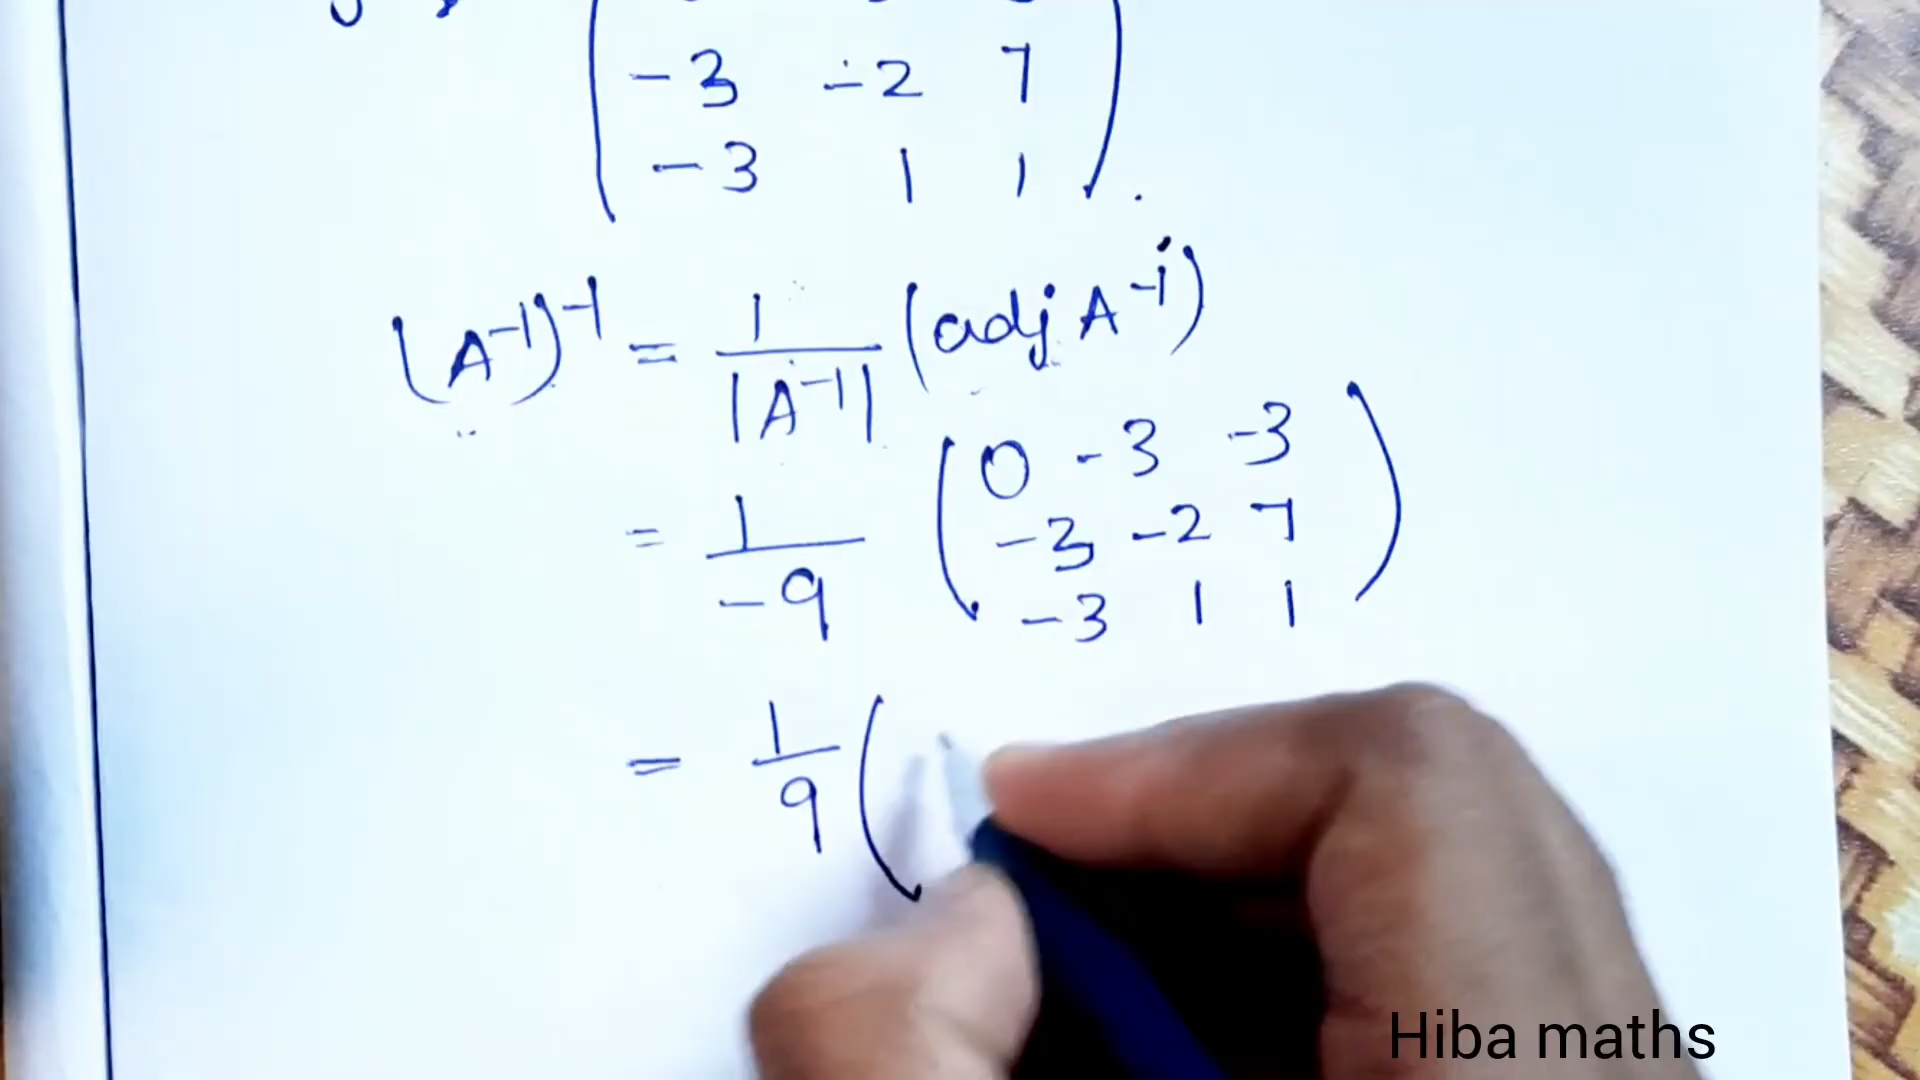 -3 -2 7
-3 1 1 .
(A⁻¹)⁻¹ = 1/|A⁻¹| (adj A⁻¹)
= 1/-9 ( 0 -3 -3
-3 -2 7
-3 1 1 )
= 1/9 (
Hiba maths